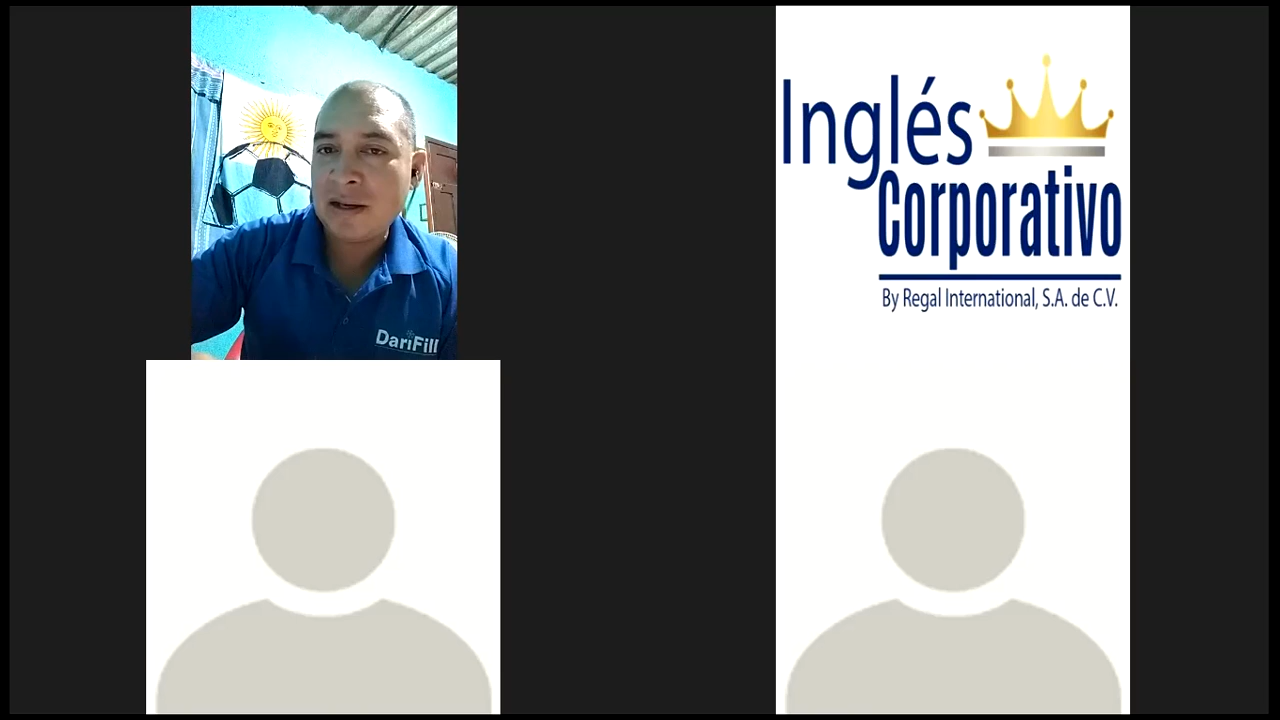 DariFill
Inglés
Corporativo
By Regal International, S.A. de C.V.